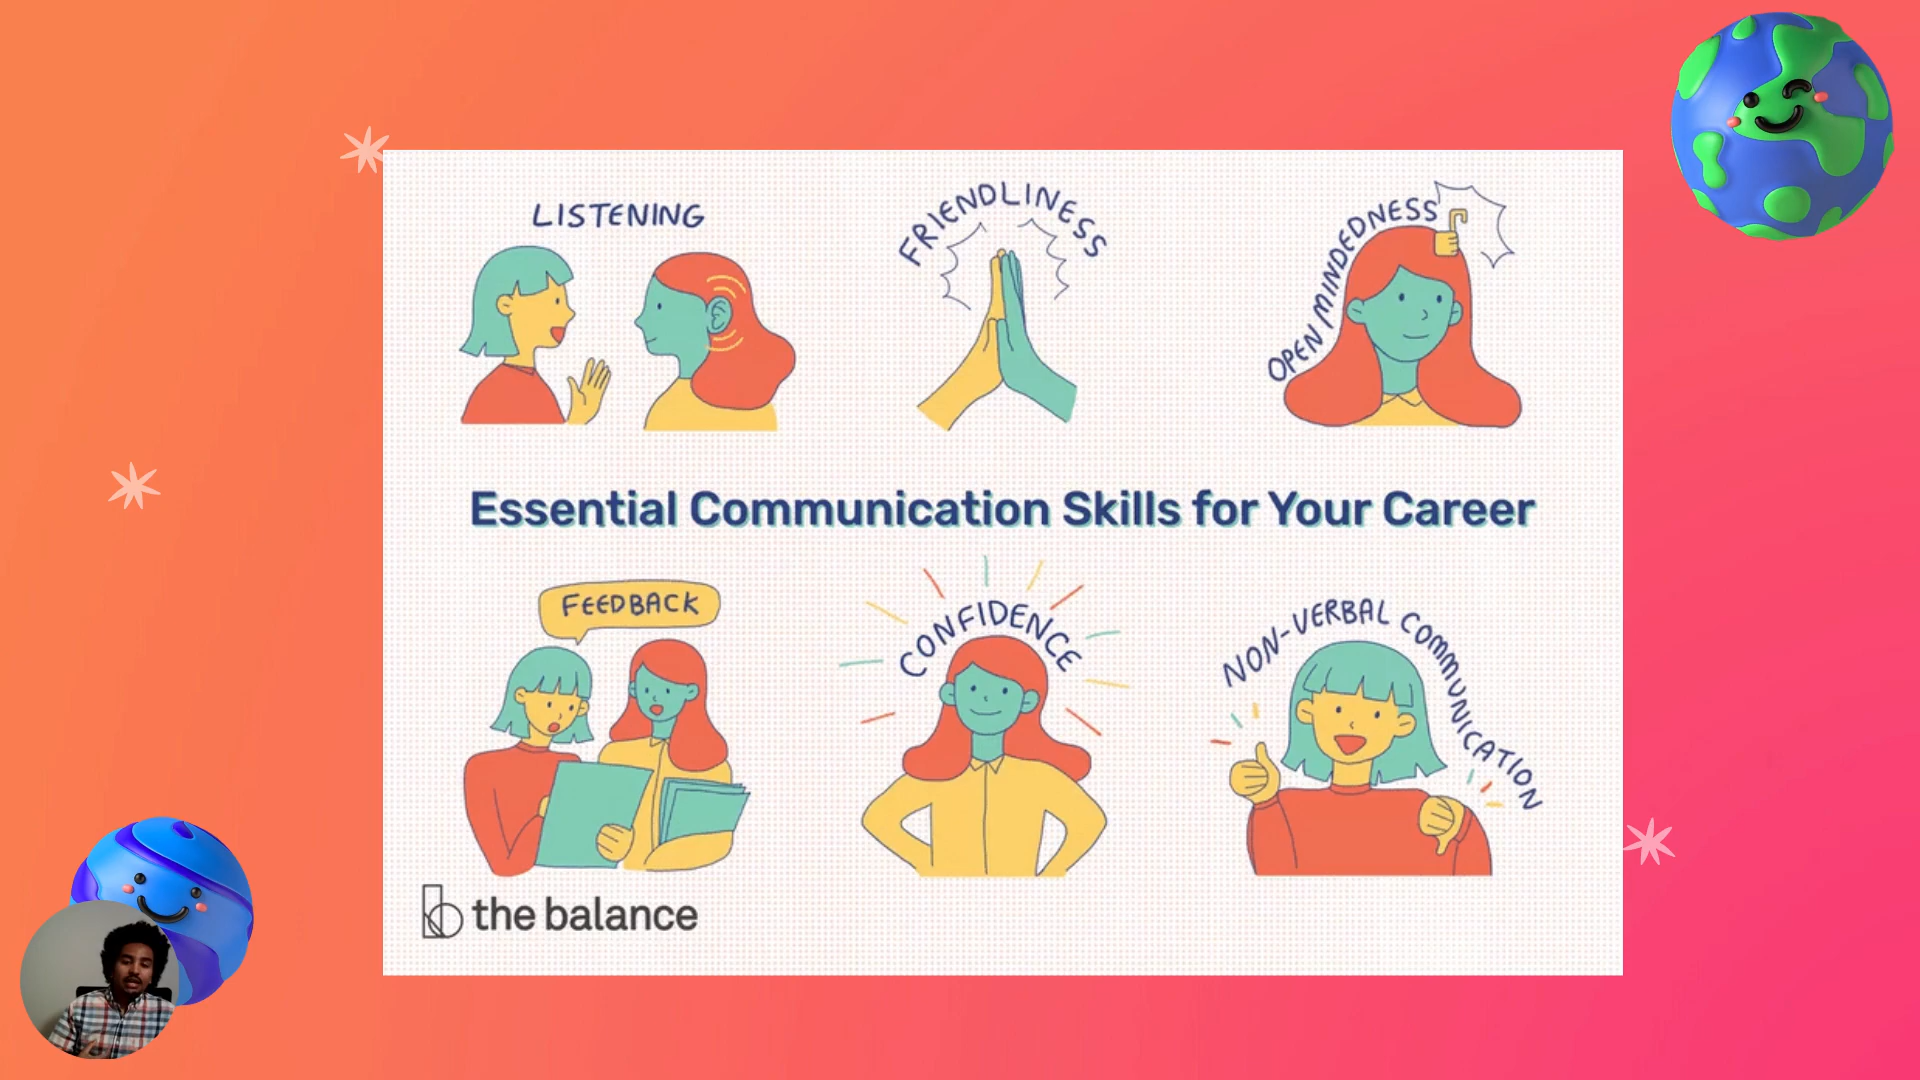 LISTENING
FRIENDLINESS
OPEN MINDEDNESS
Essential Communication Skills for Your Career
FEEDBACK
CONFIDENCE
NON-VERBAL COMMUNICATION
the balance